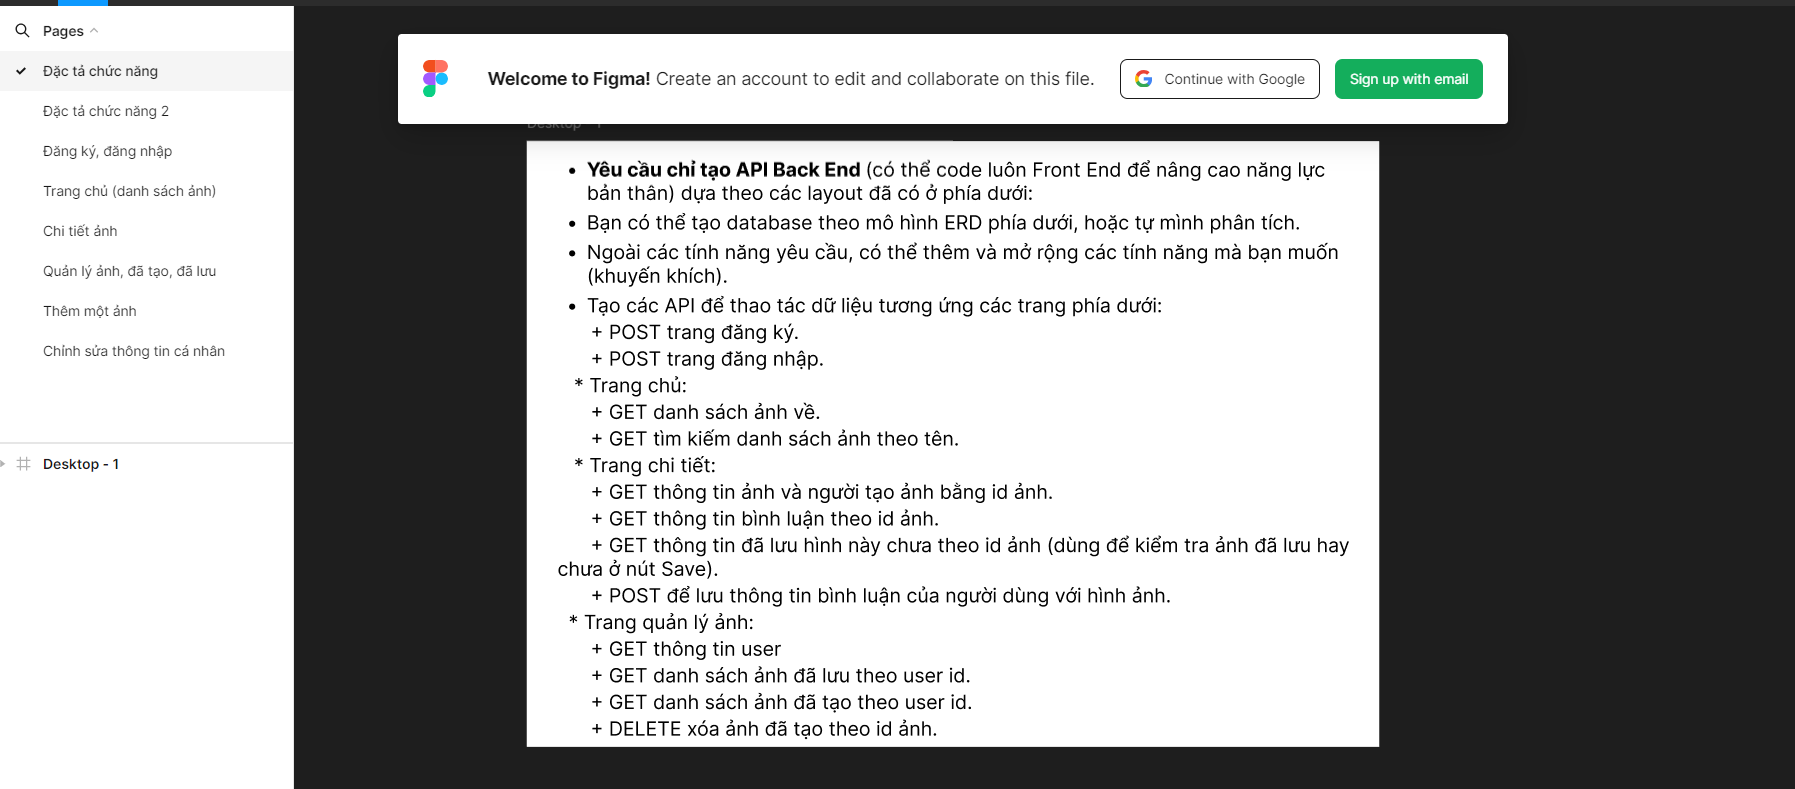 Pages
Đặc tả chức năng
Đặc tả chức năng 2
Đăng ký, đăng nhập
Trang chủ (danh sách ảnh)
Chi tiết ảnh
Quản lý ảnh, đã tạo, đã lưu
Thêm một ảnh
Chỉnh sửa thông tin cá nhân
Desktop - 1
Welcome to Figma! Create an account to edit and collaborate on this file.
Continue with Google
Sign up with email
Desktop - 1
• Yêu cầu chỉ tạo API Back End (có thể code luôn Front End để nâng cao năng lực
bản thân) dựa theo các layout đã có ở phía dưới:
• Bạn có thể tạo database theo mô hình ERD phía dưới, hoặc tự mình phân tích.
• Ngoài các tính năng yêu cầu, có thể thêm và mở rộng các tính năng mà bạn muốn
(khuyến khích).
• Tạo các API để thao tác dữ liệu tương ứng các trang phía dưới:
+ POST trang đăng ký.
+ POST trang đăng nhập.
* Trang chủ:
+ GET danh sách ảnh về.
+ GET tìm kiếm danh sách ảnh theo tên.
* Trang chi tiết:
+ GET thông tin ảnh và người tạo ảnh bằng id ảnh.
+ GET thông tin bình luận theo id ảnh.
+ GET thông tin đã lưu hình này chưa theo id ảnh (dùng để kiểm tra ảnh đã lưu hay
chưa ở nút Save).
+ POST để lưu thông tin bình luận của người dùng với hình ảnh.
* Trang quản lý ảnh:
+ GET thông tin user
+ GET danh sách ảnh đã lưu theo user id.
+ GET danh sách ảnh đã tạo theo user id.
+ DELETE xóa ảnh đã tạo theo id ảnh.